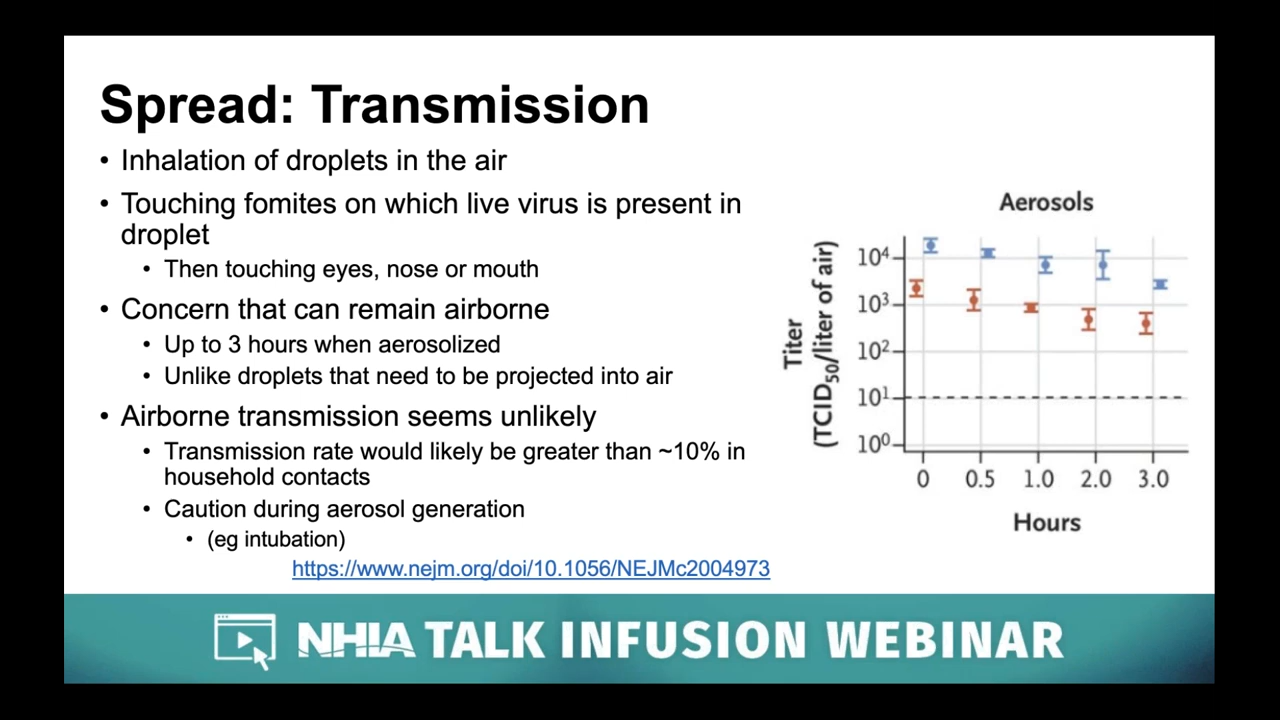 Spread: Transmission
• Inhalation of droplets in the air
• Touching fomites on which live virus is present in
droplet
• Then touching eyes, nose or mouth
• Concern that can remain airborne
• Up to 3 hours when aerosolized
• Unlike droplets that need to be projected into air
• Airborne transmission seems unlikely
• Transmission rate would likely be greater than ~10% in
household contacts
• Caution during aerosol generation
• (eg intubation)
https://www.nejm.org/doi/10.1056/NEJMc2004973
Aerosols
Titer
(TCID₅₀/liter of air)
10⁴
10³
10²
10¹
10⁰
0 0.5 1.0 2.0 3.0
Hours
NHIA TALK INFUSION WEBINAR